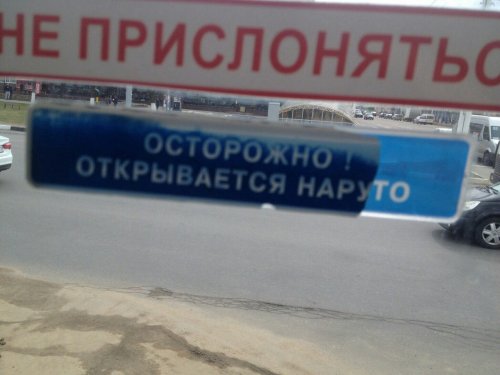 НЕ ПРИСЛОНЯТЬС
ОСТОРОЖНО !
ОТКРЫВАЕТСЯ НАРУТО